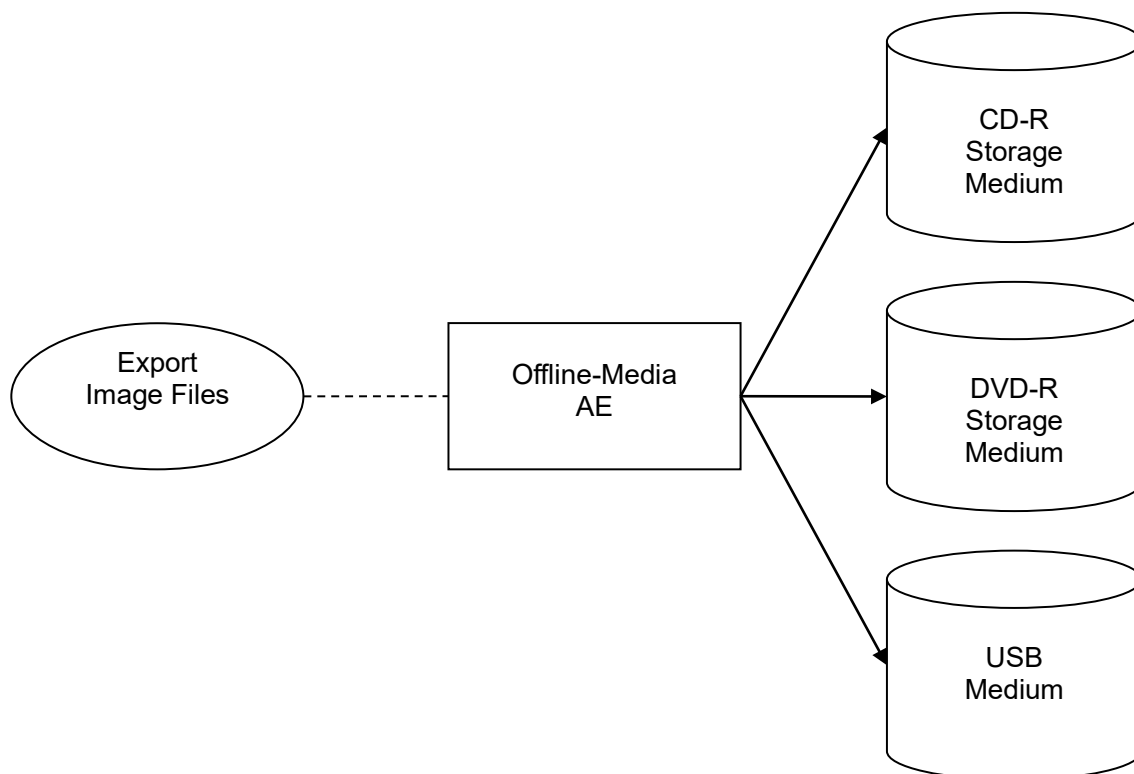 Export
Image Files
Offline-Media
AE
CD-R
Storage
Medium
DVD-R
Storage
Medium
USB
Medium